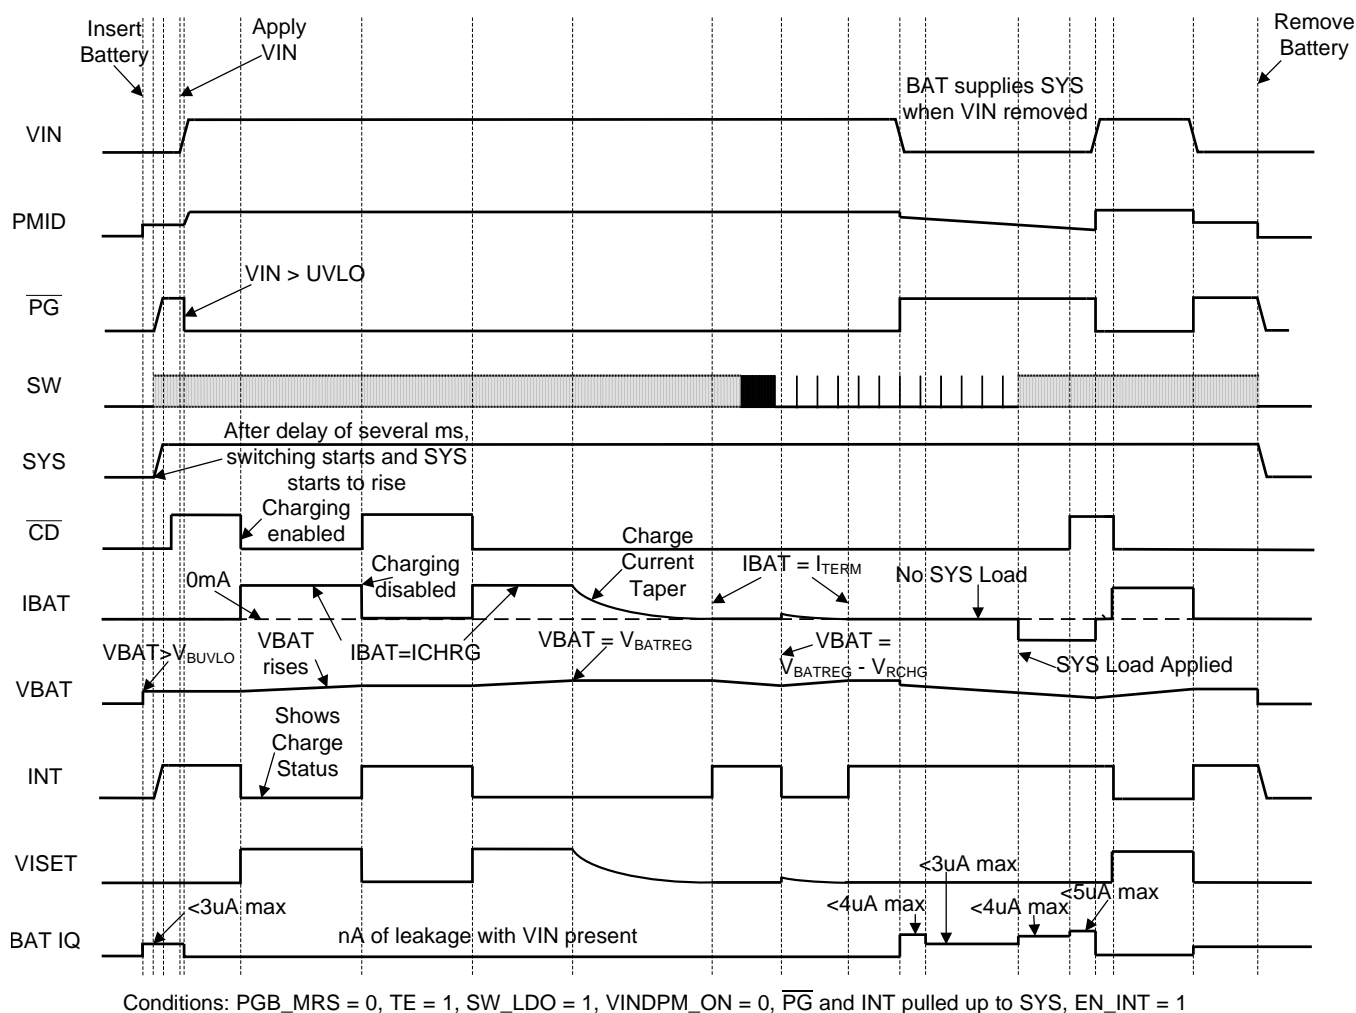 Insert
Battery
Apply
VIN
Remove
Battery
BAT supplies SYS
when VIN removed
VIN
PMID
VIN > UVLO
PG
SW
After delay of several ms,
switching starts and SYS
starts to rise
SYS
Charging
enabled
CD
Charge
Current
Taper
Charging
disabled
IBAT = ITERM
No SYS Load
0mA
IBAT
VBAT>VBUVLO
VBAT
rises
IBAT=ICHRG
VBAT = VBATREG
VBAT =
VBATREG - VRCHG
SYS Load Applied
VBAT
Shows
Charge
Status
INT
VISET
<3uA max
<3uA max
<4uA max
<4uA max
<5uA max
BAT IQ
nA of leakage with VIN present
Conditions: PGB_MRS = 0, TE = 1, SW_LDO = 1, VINDPM_ON = 0, PG and INT pulled up to SYS, EN_INT = 1